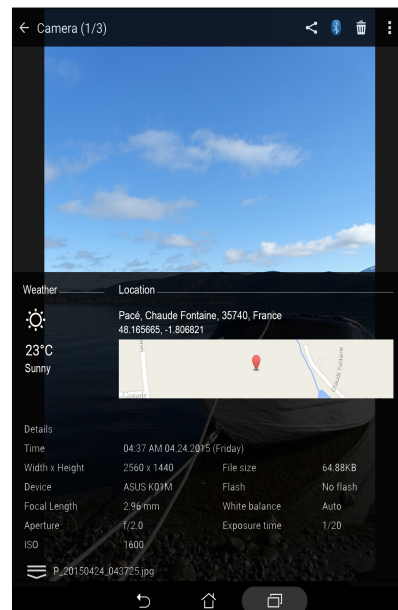 Camera (1/3)
Weather Location
Pacé, Chaude Fontaine, 35740, France
48.165665, -1.806821
23°C
Sunny
Chaude Fontaine
Details
Time 04:37 AM 04.24.2015 (Friday)
Width x Height 2560 x 1440 File size 64.88KB
Device ASUS K01M Flash No flash
Focal Length 2.96 mm White balance Auto
Aperture f/2.0 Exposure time 1/20
ISO 1600
P_20150424_043725.jpg